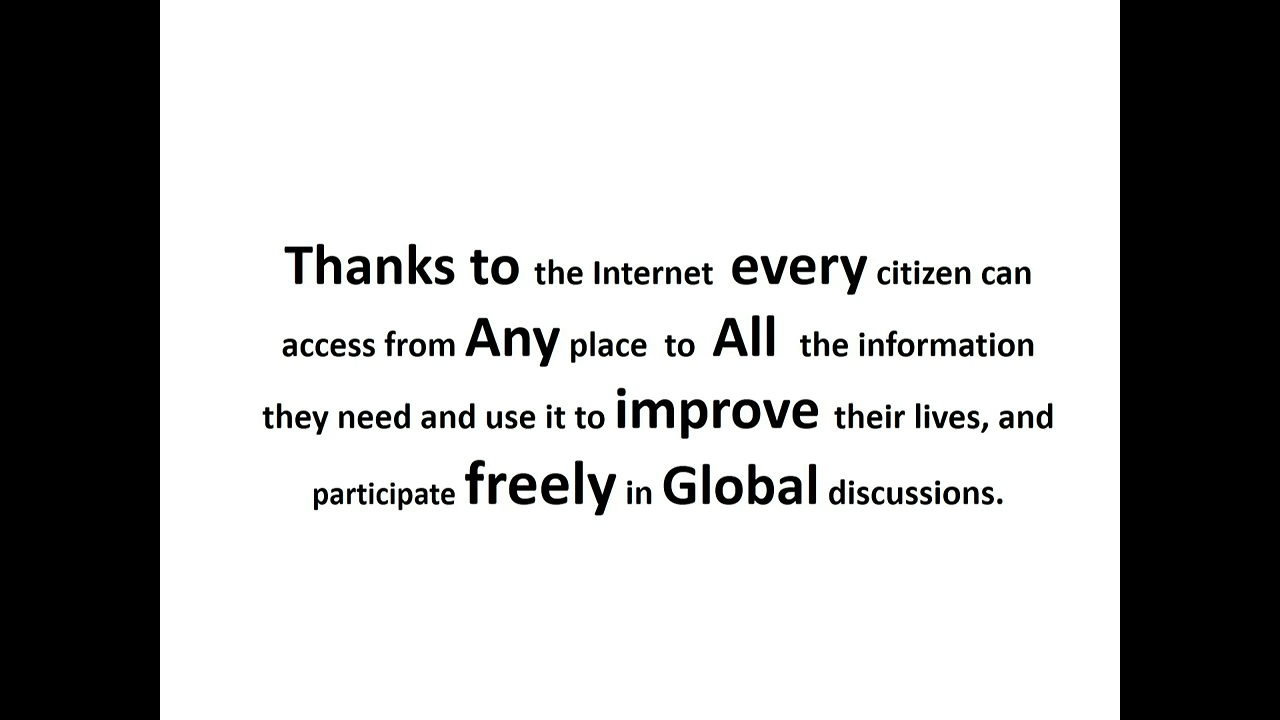 Thanks to the Internet every citizen can
access from Any place to All the information
they need and use it to improve their lives, and
participate freely in Global discussions.